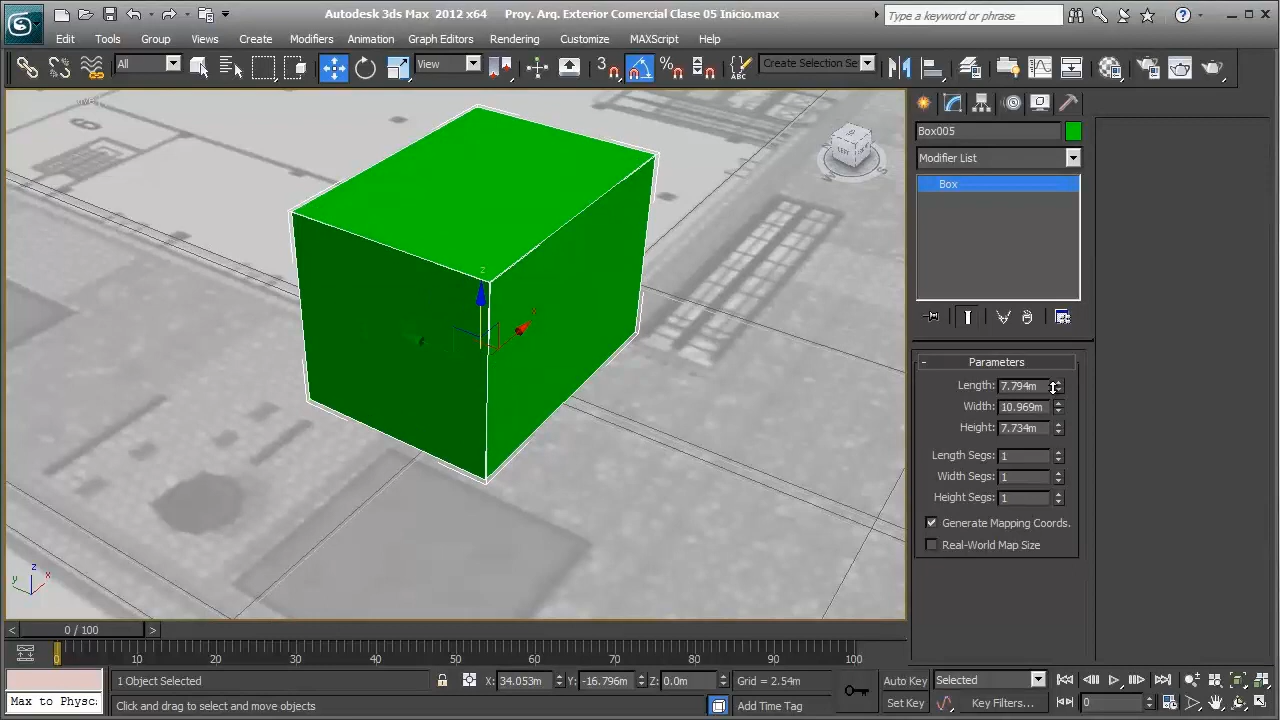 Autodesk 3ds Max 2012 x64 Proy. Arq. Exterior Comercial Clase 05 Inicio.max
Type a keyword or phrase
Edit Tools Group Views Create Modifiers Animation Graph Editors Rendering Customize MAXScript Help
All
View
3
Create Selection Se
Box005
Modifier List
Box
z
x
Parameters
Length: 7.794m
Width: 10.969m
Height: 7.734m
Length Segs: 1
Width Segs: 1
Height Segs: 1
Generate Mapping Coords.
Real-World Map Size
z
y
x
< 0 / 100 >
0 10 20 30 40 50 60 70 80 90 100
1 Object Selected
X: 34.053m Y: -16.796m Z: 0.0m
Grid = 2.54m
Auto Key Selected
Max to Physc:
Click and drag to select and move objects
Add Time Tag
Set Key Key Filters...
0